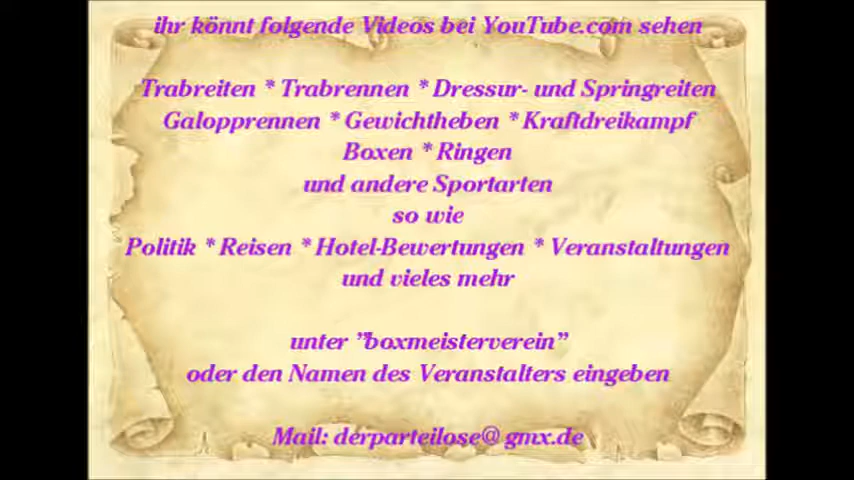 ihr könnt folgende Videos bei YouTube.com sehen
Trabreiten * Trabrennen * Dressur- und Springreiten
Galopprennen * Gewichtheben * Kraftdreikampf
Boxen * Ringen
und andere Sportarten
so wie
Politik * Reisen * Hotel-Bewertungen * Veranstaltungen
und vieles mehr
unter "boxmeisterverein"
oder den Namen des Veranstalters eingeben
Mail: derparteilose@ gmx.de